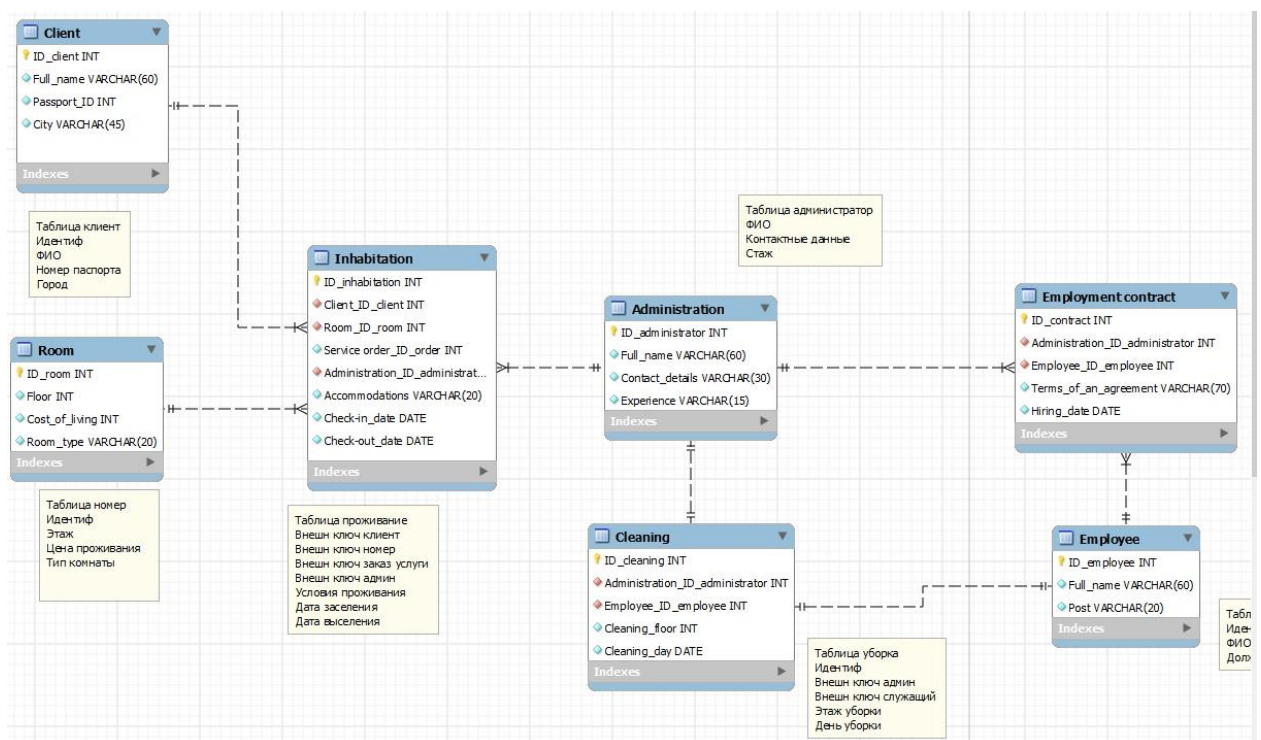 Client
ID_client INT
Full_name VARCHAR(60)
Passport_ID INT
City VARCHAR(45)
Indexes
Таблица клиент
Идентиф
ФИО
Номер паспорта
Город
Room
ID_room INT
Floor INT
Cost_of_living INT
Room_type VARCHAR(20)
Indexes
Таблица номер
Идентиф
Этаж
Цена проживания
Тип комнаты
Inhabitation
ID_inhabitation INT
Client_ID_client INT
Room_ID_room INT
Service order_ID_order INT
Administration_ID_administrat...
Accommodations VARCHAR(20)
Check-in_date DATE
Check-out_date DATE
Indexes
Таблица проживание
Внешн ключ клиент
Внешн ключ номер
Внешн ключ заказ услуги
Внешн ключ админ
Условия проживания
Дата заселения
Дата выселения
Таблица администратор
ФИО
Контактные данные
Стаж
Administration
ID_administrator INT
Full_name VARCHAR(60)
Contact_details VARCHAR(30)
Experience VARCHAR(15)
Indexes
Cleaning
ID_cleaning INT
Administration_ID_administrator INT
Employee_ID_employee INT
Cleaning_floor INT
Cleaning_day DATE
Indexes
Таблица уборка
Идентиф
Внешн ключ админ
Внешн ключ служащий
Этаж уборки
День уборки
Employment contract
ID_contract INT
Administration_ID_administrator INT
Employee_ID_employee INT
Terms_of_an_agreement VARCHAR(70)
Hiring_date DATE
Indexes
Employee
ID_employee INT
Full_name VARCHAR(60)
Post VARCHAR(20)
Indexes
Табл
Иден
ФИО
Долж